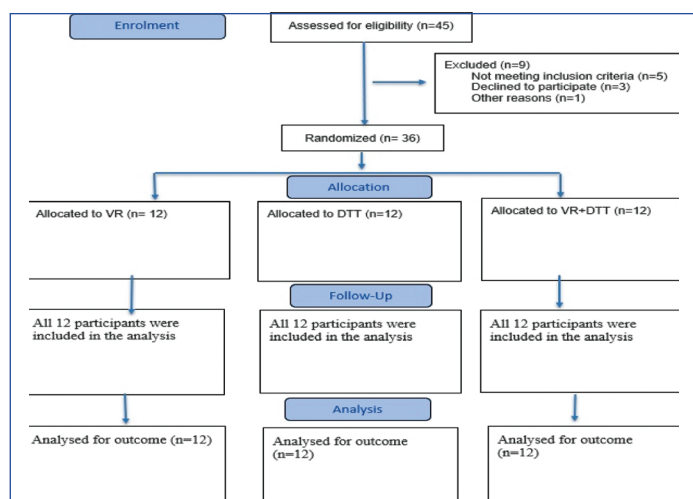 Enrolment
Assessed for eligibility (n=45)
Excluded (n=9)
Not meeting inclusion criteria (n=5)
Declined to participate (n=3)
Other reasons (n=1)
Randomized (n= 36)
Allocation
Allocated to VR (n= 12)
Allocated to DTT (n=12)
Allocated to VR+DTT (n=12)
Follow-Up
All 12 participants were
included in the analysis
All 12 participants were
included in the analysis
All 12 participants were
included in the analysis
Analysis
Analysed for outcome (n=12)
Analysed for outcome
(n=12)
Analysed for outcome
(n=12)